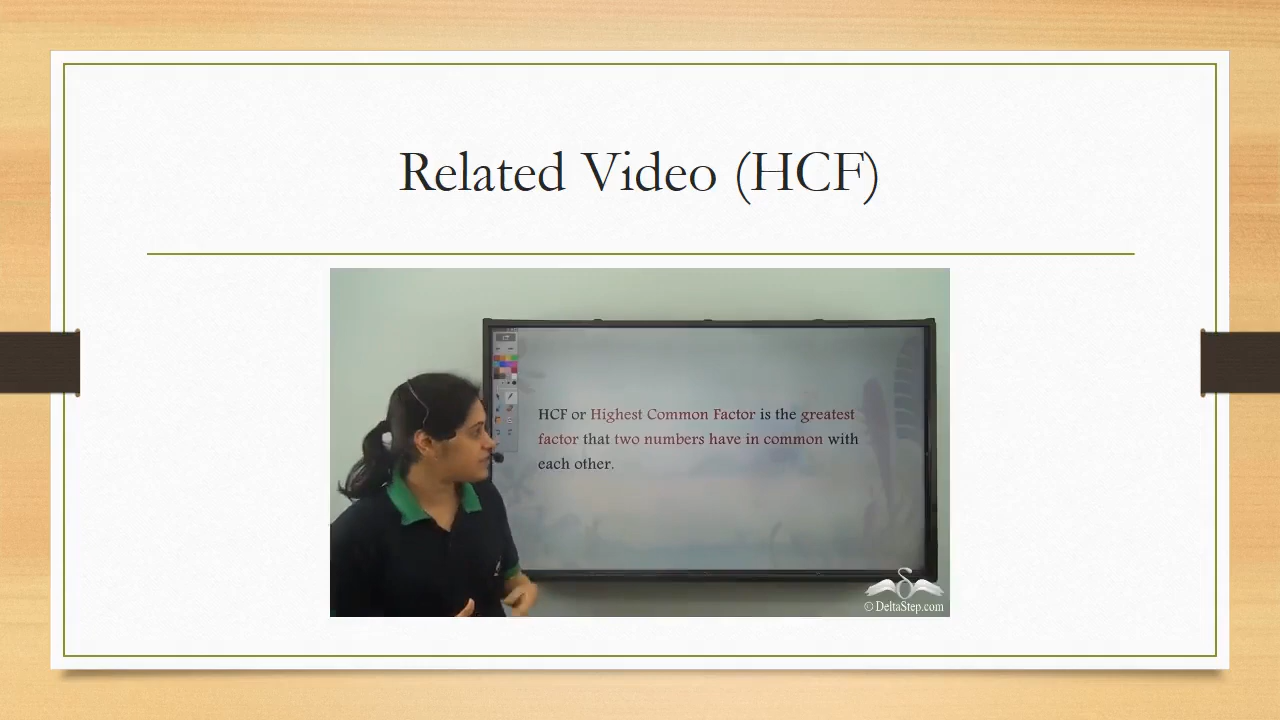 Related Video (HCF)
HCF or Highest Common Factor is the greatest
factor that two numbers have in common with
each other.
© DeltaStep.com